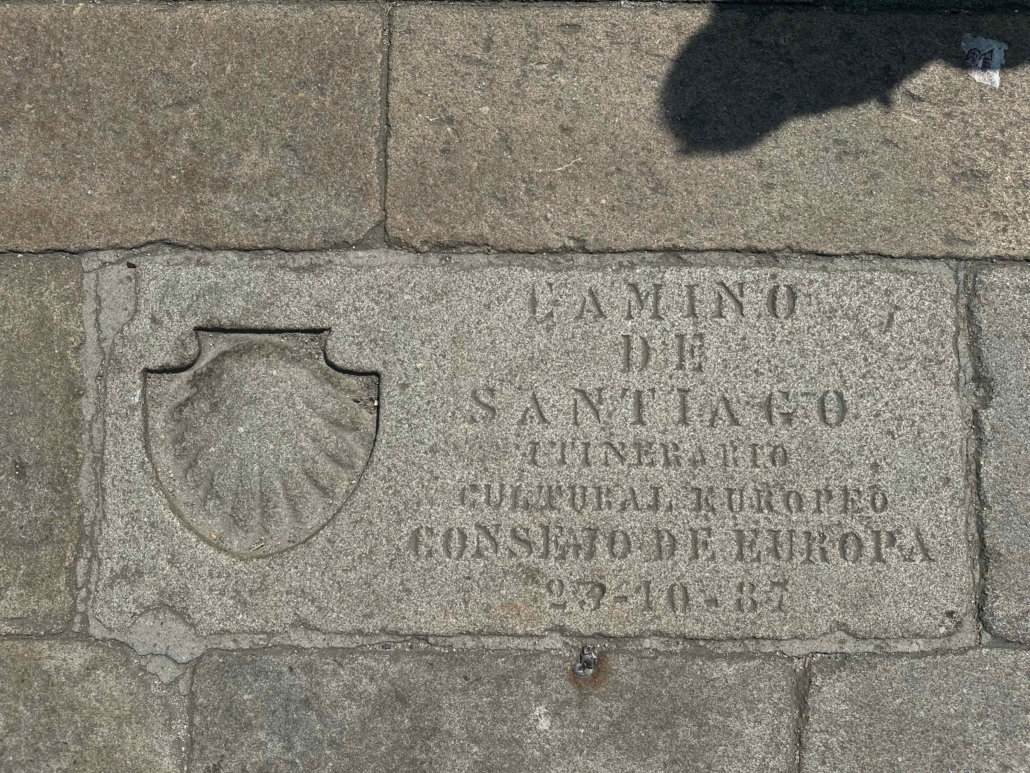 CAMINO
DE
SANTIAGO
ITINERARIO
CULTURAL EUROPEO
CONSEJO DE EUROPA
23-10-87